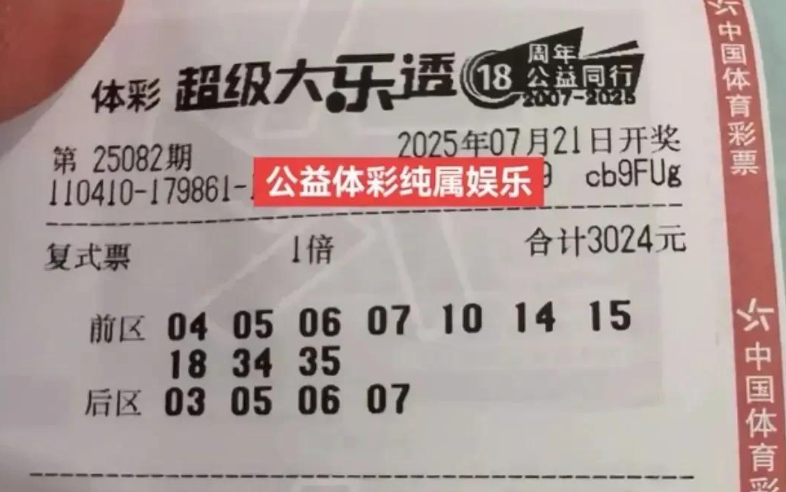 体彩 超级大乐透 18 周年
公益同行
2007-2025
第 25082期 2025年07月21日开奖
110410-179861- cb9FUg
公益体彩纯属娱乐
复式票 1倍 合计3024元
前区 04 05 06 07 10 14 15
18 34 35
后区 03 05 06 07
中国体育彩票
中国体育彩